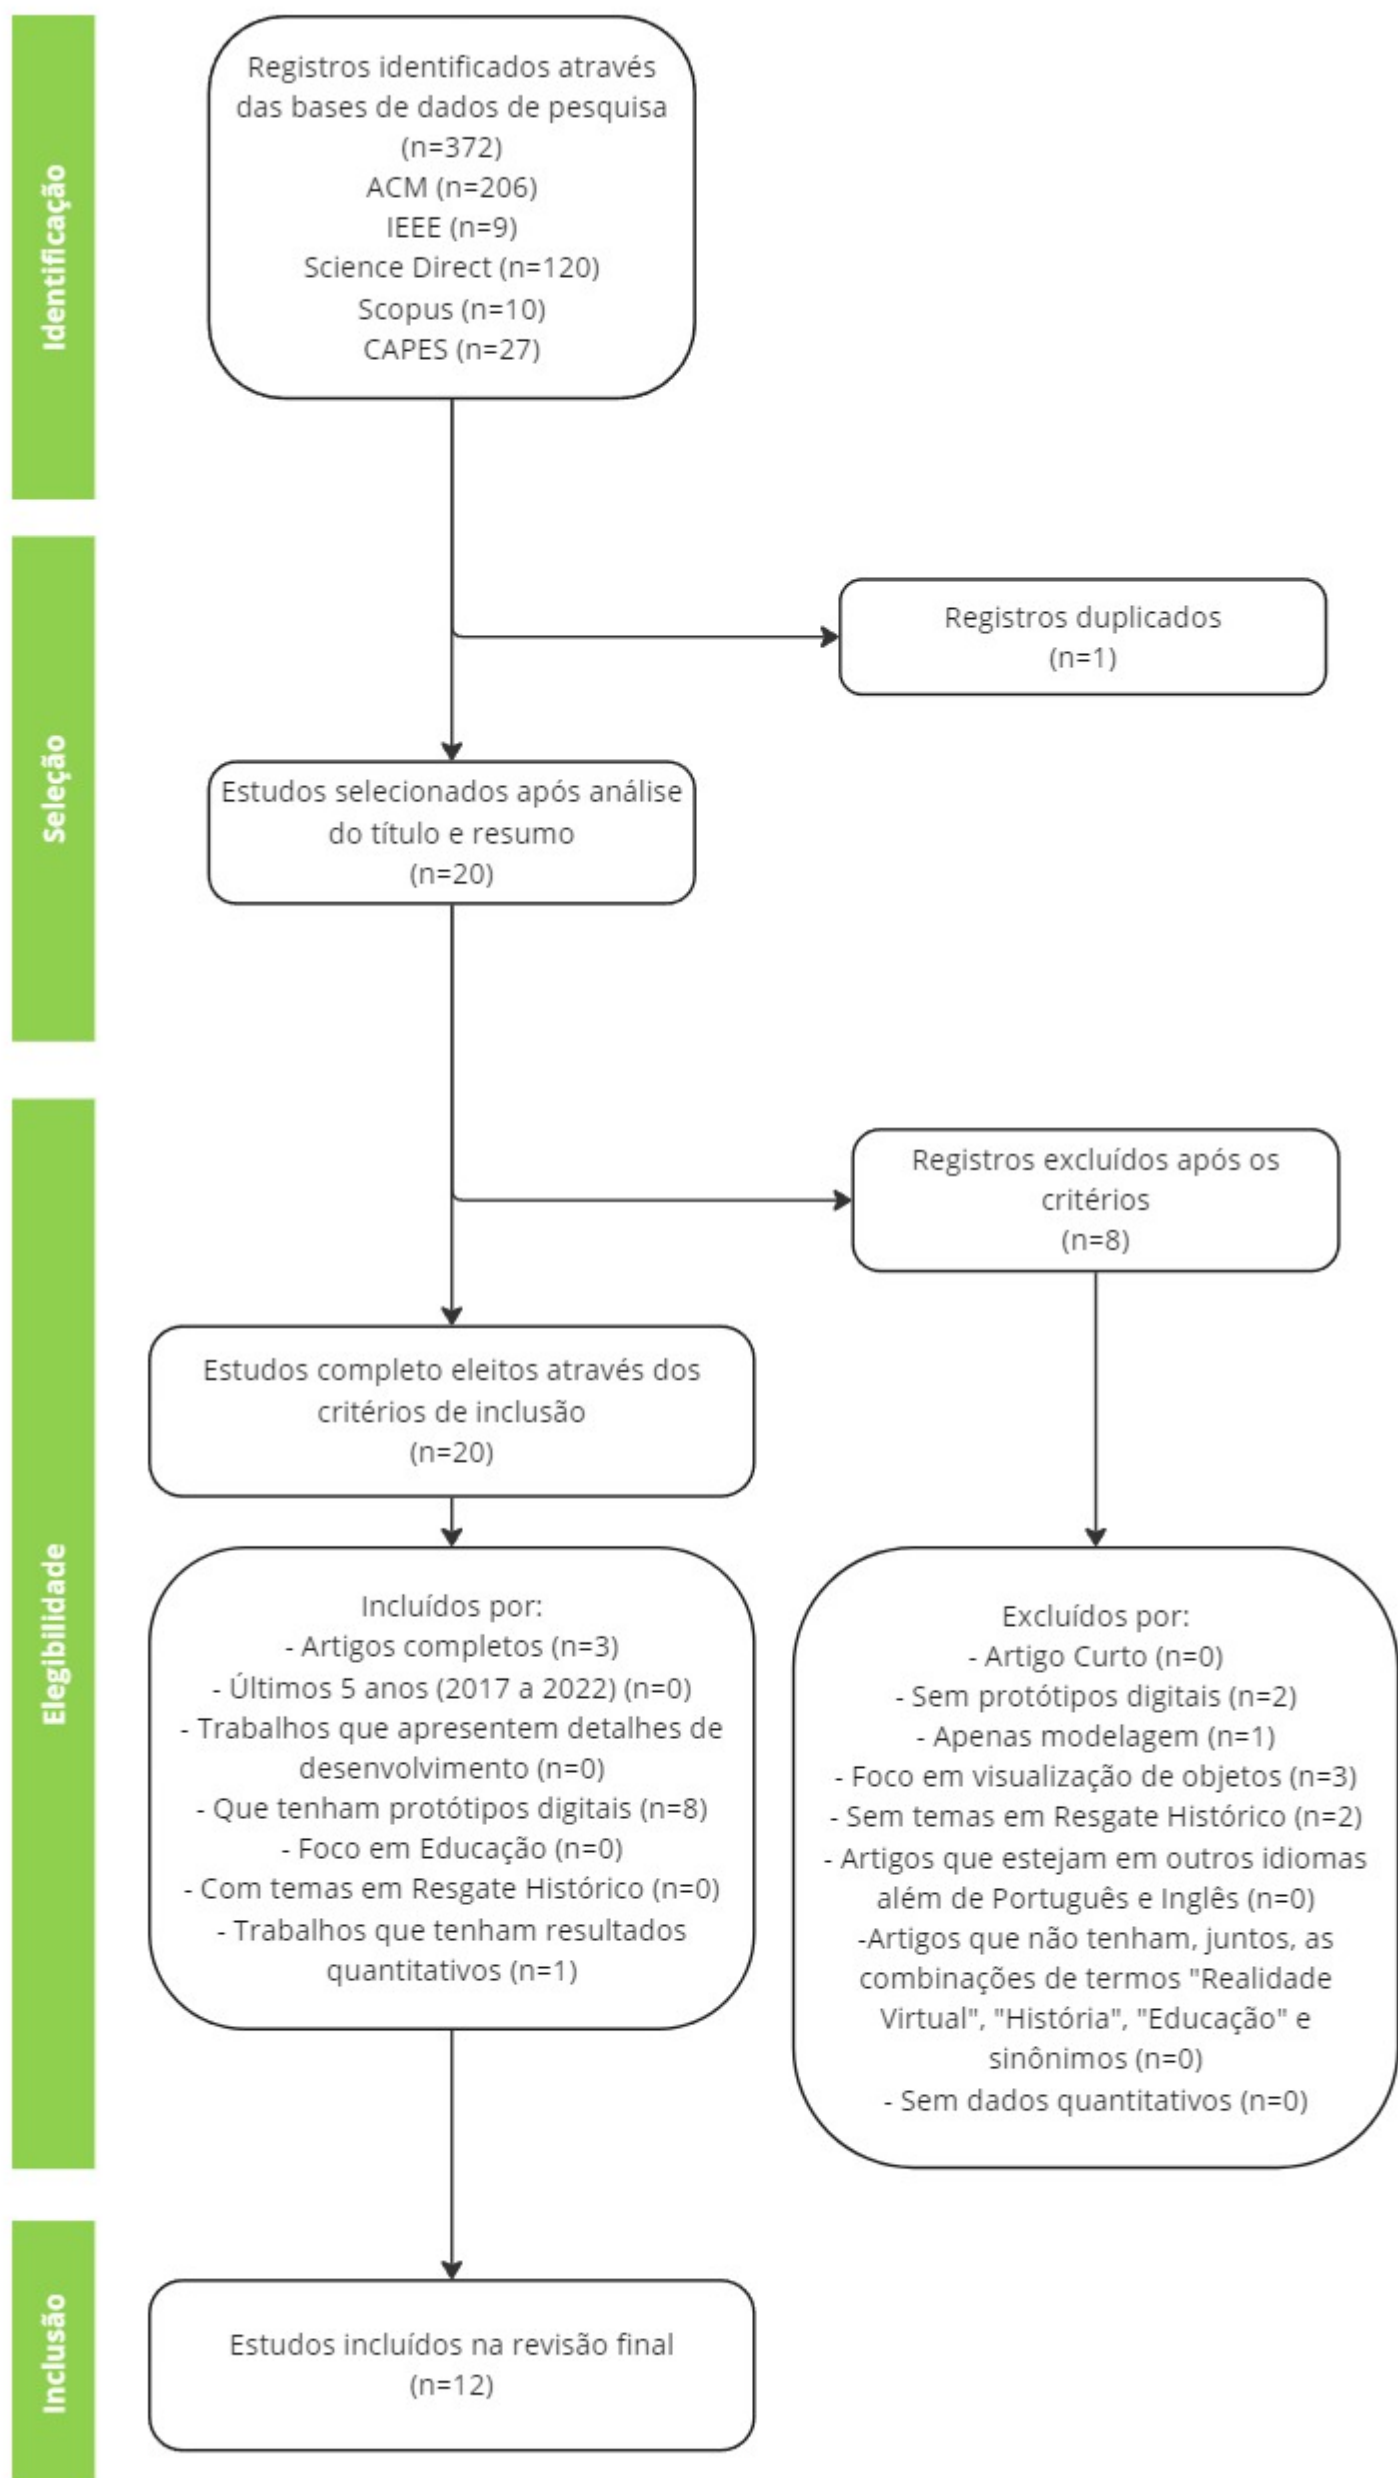 Identificação
Registros identificados através
das bases de dados de pesquisa
(n=372)
ACM (n=206)
IEEE (n=9)
Science Direct (n=120)
Scopus (n=10)
CAPES (n=27)
Seleção
Registros duplicados
(n=1)
Estudos selecionados após análise
do título e resumo
(n=20)
Elegibilidade
Registros excluídos após os
critérios
(n=8)
Estudos completo eleitos através dos
critérios de inclusão
(n=20)
Incluídos por:
- Artigos completos (n=3)
- Últimos 5 anos (2017 a 2022) (n=0)
- Trabalhos que apresentem detalhes de
desenvolvimento (n=0)
- Que tenham protótipos digitais (n=8)
- Foco em Educação (n=0)
- Com temas em Resgate Histórico (n=0)
- Trabalhos que tenham resultados
quantitativos (n=1)
Excluídos por:
- Artigo Curto (n=0)
- Sem protótipos digitais (n=2)
- Apenas modelagem (n=1)
- Foco em visualização de objetos (n=3)
- Sem temas em Resgate Histórico (n=2)
- Artigos que estejam em outros idiomas
além de Português e Inglês (n=0)
-Artigos que não tenham, juntos, as
combinações de termos "Realidade
Virtual", "História", "Educação" e
sinônimos (n=0)
- Sem dados quantitativos (n=0)
Inclusão
Estudos incluídos na revisão final
(n=12)